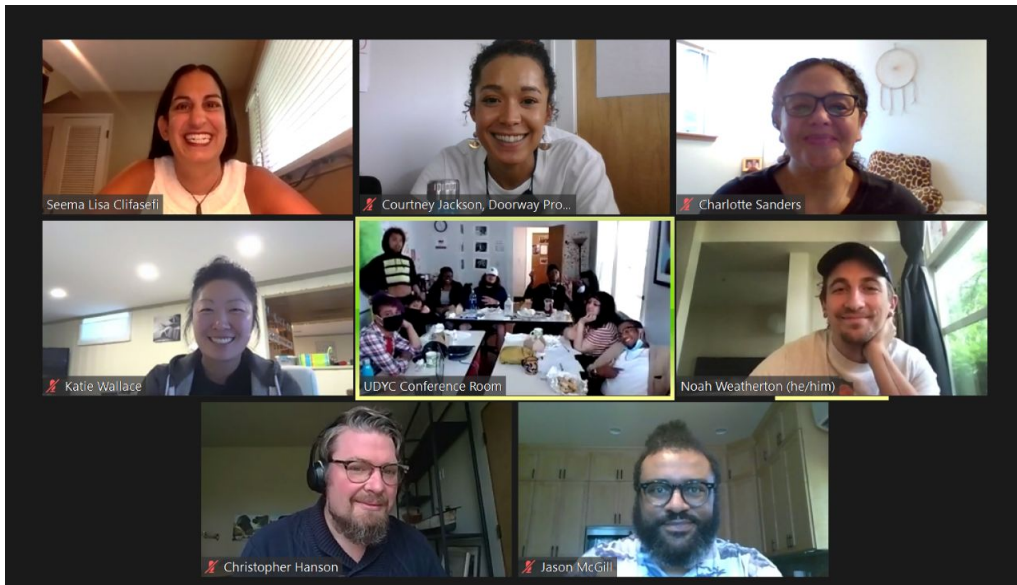 Seema Lisa Clifasefi
Courtney Jackson, Doorway Pro...
Charlotte Sanders
Katie Wallace
UDYC Conference Room
Noah Weatherton (he/him)
Christopher Hanson
Jason McGill